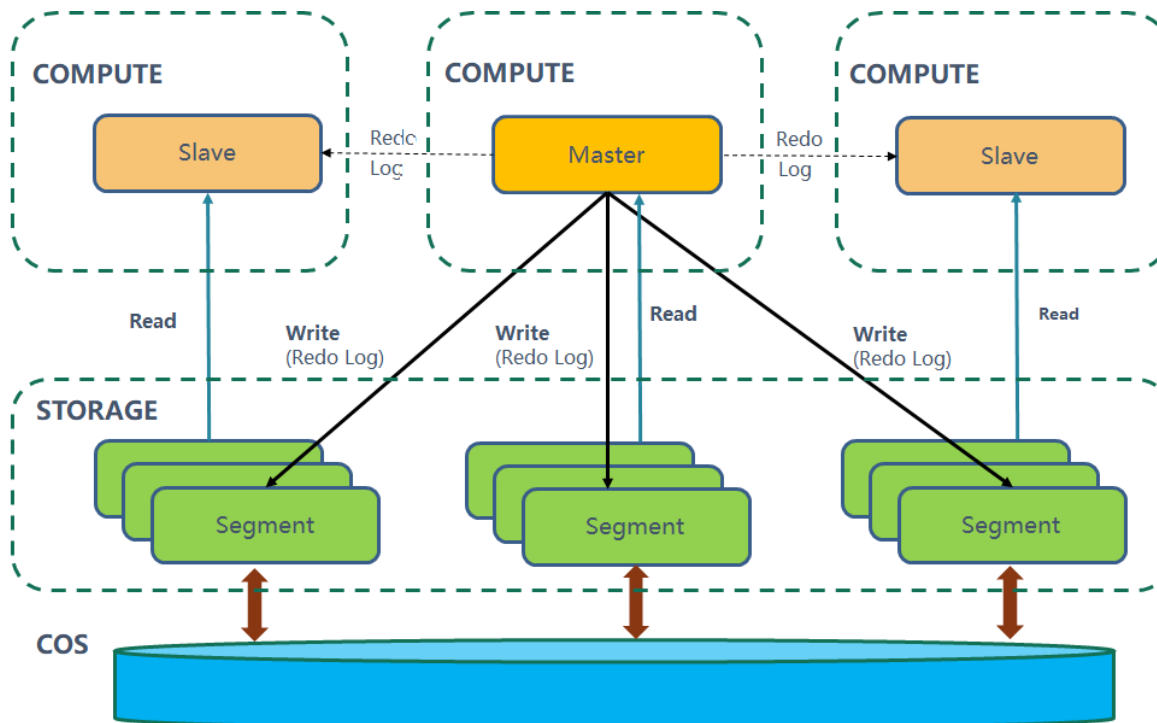 COMPUTE
COMPUTE
COMPUTE
Slave
Redo
Log
Master
Redo
Log
Slave
Read
Write
(Redo Log)
Write
(Redo Log)
Read
Write
(Redo Log)
Read
STORAGE
Segment
Segment
Segment
COS